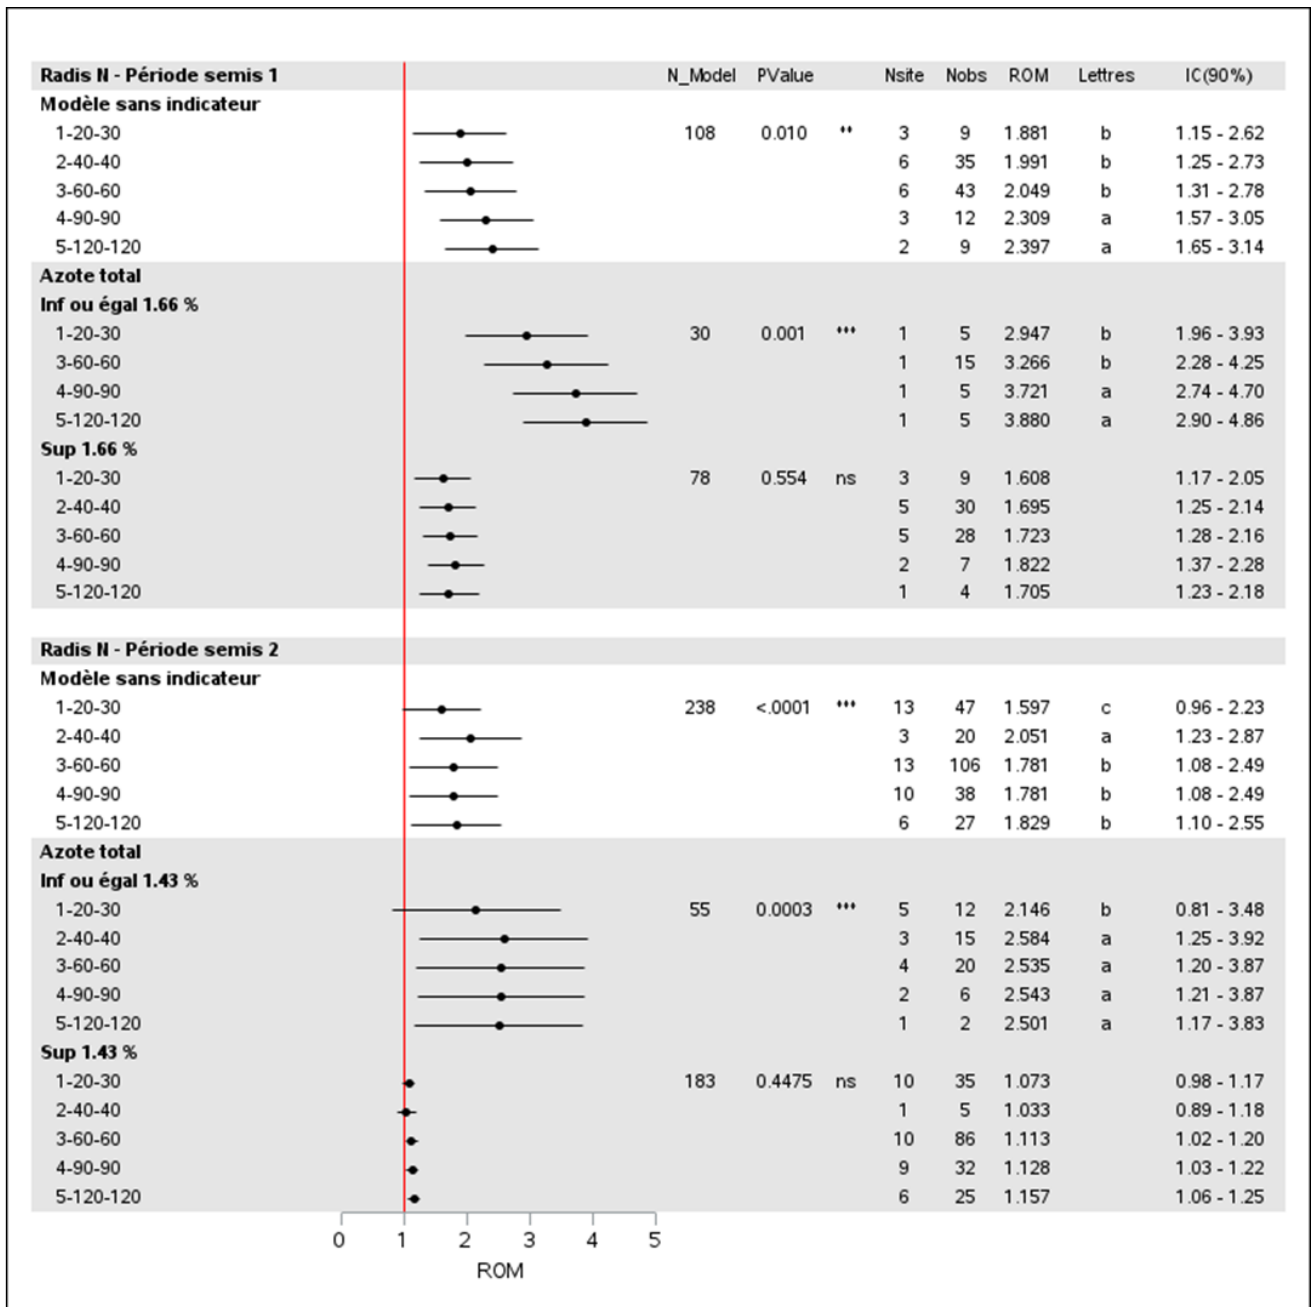 Radis N - Période semis 1 N_Model PValue Nsite Nobs ROM Lettres IC(90%)
Modèle sans indicateur
1-20-30 108 0.010 ** 3 9 1.881 b 1.15 - 2.62
2-40-40 6 35 1.991 b 1.25 - 2.73
3-60-60 6 43 2.049 b 1.31 - 2.78
4-90-90 3 12 2.309 a 1.57 - 3.05
5-120-120 2 9 2.397 a 1.65 - 3.14
Azote total
Inf ou égal 1.66 %
1-20-30 30 0.001 *** 1 5 2.947 b 1.96 - 3.93
3-60-60 1 15 3.266 b 2.28 - 4.25
4-90-90 1 5 3.721 a 2.74 - 4.70
5-120-120 1 5 3.880 a 2.90 - 4.86
Sup 1.66 %
1-20-30 78 0.554 ns 3 9 1.608 1.17 - 2.05
2-40-40 5 30 1.695 1.25 - 2.14
3-60-60 5 28 1.723 1.28 - 2.16
4-90-90 2 7 1.822 1.37 - 2.28
5-120-120 1 4 1.705 1.23 - 2.18
Radis N - Période semis 2
Modèle sans indicateur
1-20-30 238 <.0001 *** 13 47 1.597 c 0.96 - 2.23
2-40-40 3 20 2.051 a 1.23 - 2.87
3-60-60 13 106 1.781 b 1.08 - 2.49
4-90-90 10 38 1.781 b 1.08 - 2.49
5-120-120 6 27 1.829 b 1.10 - 2.55
Azote total
Inf ou égal 1.43 %
1-20-30 55 0.0003 *** 5 12 2.146 b 0.81 - 3.48
2-40-40 3 15 2.584 a 1.25 - 3.92
3-60-60 4 20 2.535 a 1.20 - 3.87
4-90-90 2 6 2.543 a 1.21 - 3.87
5-120-120 1 2 2.501 a 1.17 - 3.83
Sup 1.43 %
1-20-30 183 0.4475 ns 10 35 1.073 0.98 - 1.17
2-40-40 1 5 1.033 0.89 - 1.18
3-60-60 10 86 1.113 1.02 - 1.20
4-90-90 9 32 1.128 1.03 - 1.22
5-120-120 6 25 1.157 1.06 - 1.25
0 1 2 3 4 5
ROM